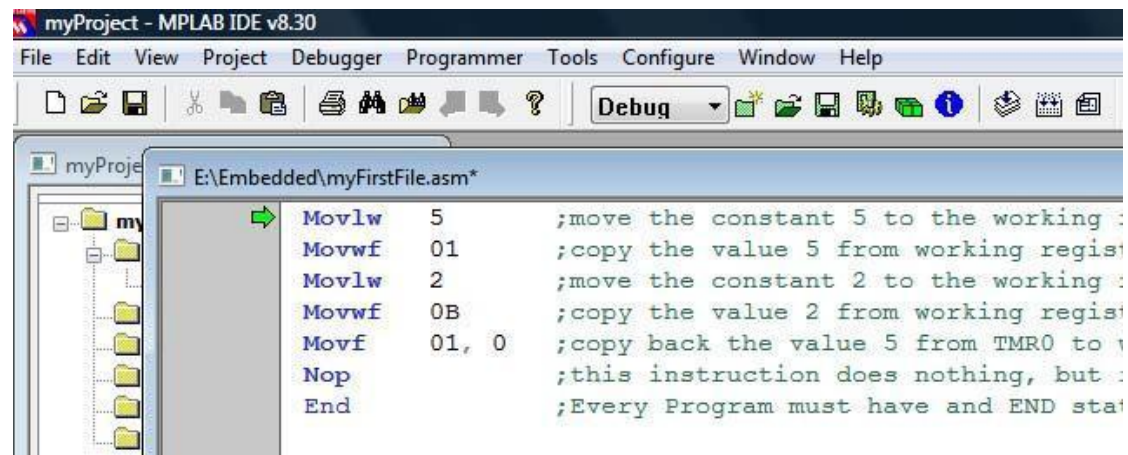 myProject - MPLAB IDE v8.30
File Edit View Project Debugger Programmer Tools Configure Window Help
Debug
myProje
E:\Embedded\myFirstFile.asm*
my
Movlw 5 ;move the constant 5 to the working
Movwf 01 ;copy the value 5 from working regist
Movlw 2 ;move the constant 2 to the working
Movwf 0B ;copy the value 2 from working regist
Movf 01, 0 ;copy back the value 5 from TMR0 to
Nop ;this instruction does nothing, but
End ;Every Program must have and END stat